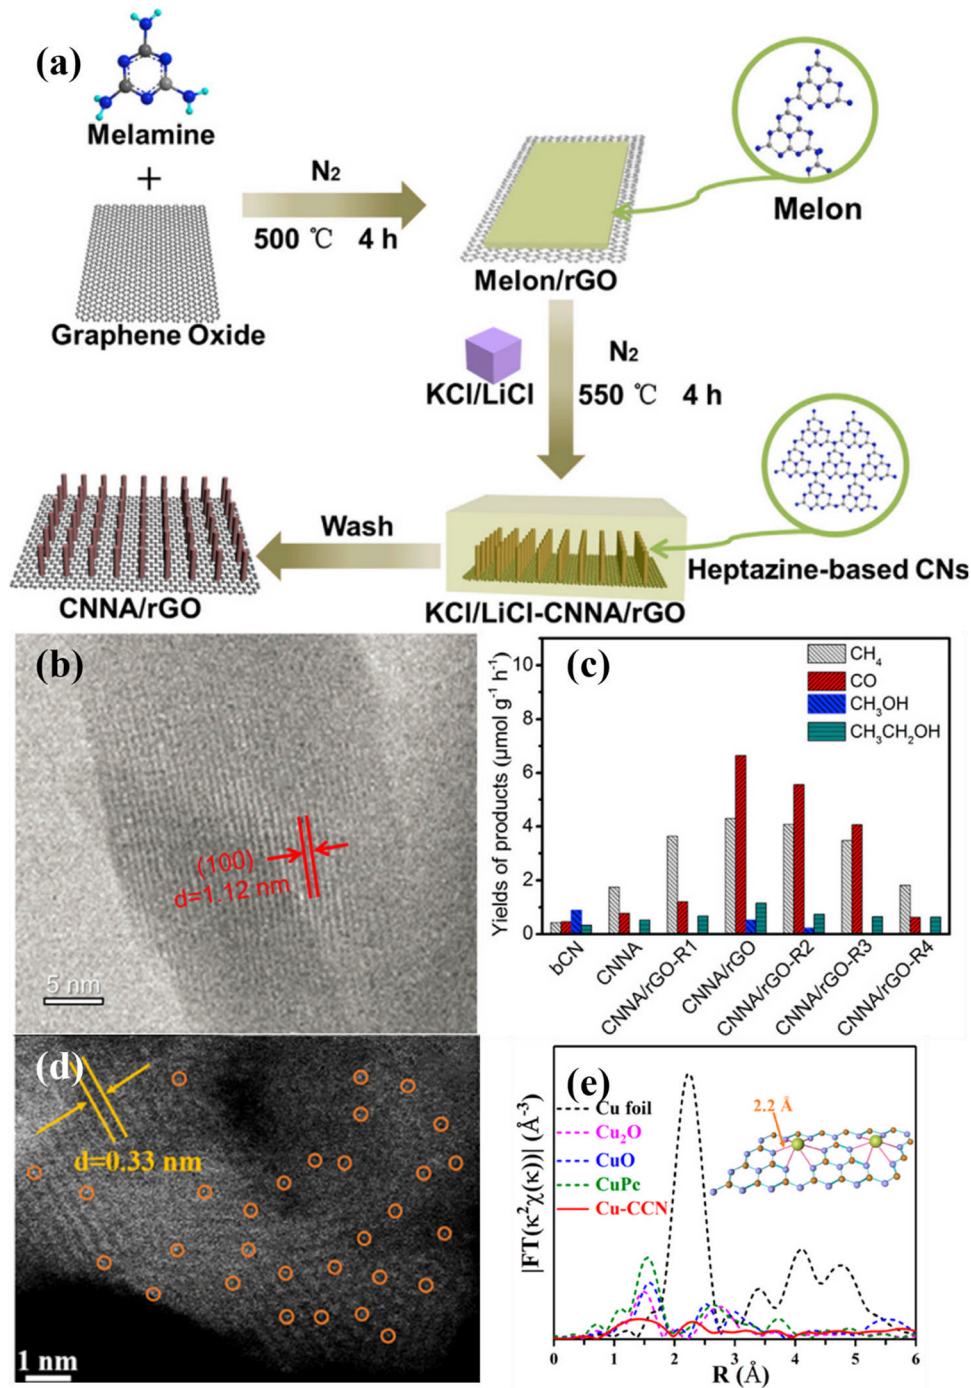 (a)
Melamine
+
Graphene Oxide
N₂
500 ℃ 4 h
Melon/rGO
Melon
KCl/LiCl
N₂
550 ℃ 4 h
Heptazine-based CNs
KCl/LiCl-CNNA/rGO
Wash
CNNA/rGO
(b)
(100)
d=1.12 nm
5 nm
(c)
Yields of products (μmol g⁻¹ h⁻¹)
10
8
6
4
2
0
CH₄
CO
CH₃OH
CH₃CH₂OH
bCN
CNNA
CNNA/rGO-R1
CNNA/rGO
CNNA/rGO-R2
CNNA/rGO-R3
CNNA/rGO-R4
(d)
d=0.33 nm
1 nm
(e)
|FT(κ²χ(κ))| (Å⁻³)
Cu foil
Cu₂O
CuO
CuPc
Cu-CCN
2.2 Å
0 1 2 3 4 5 6
R (Å)